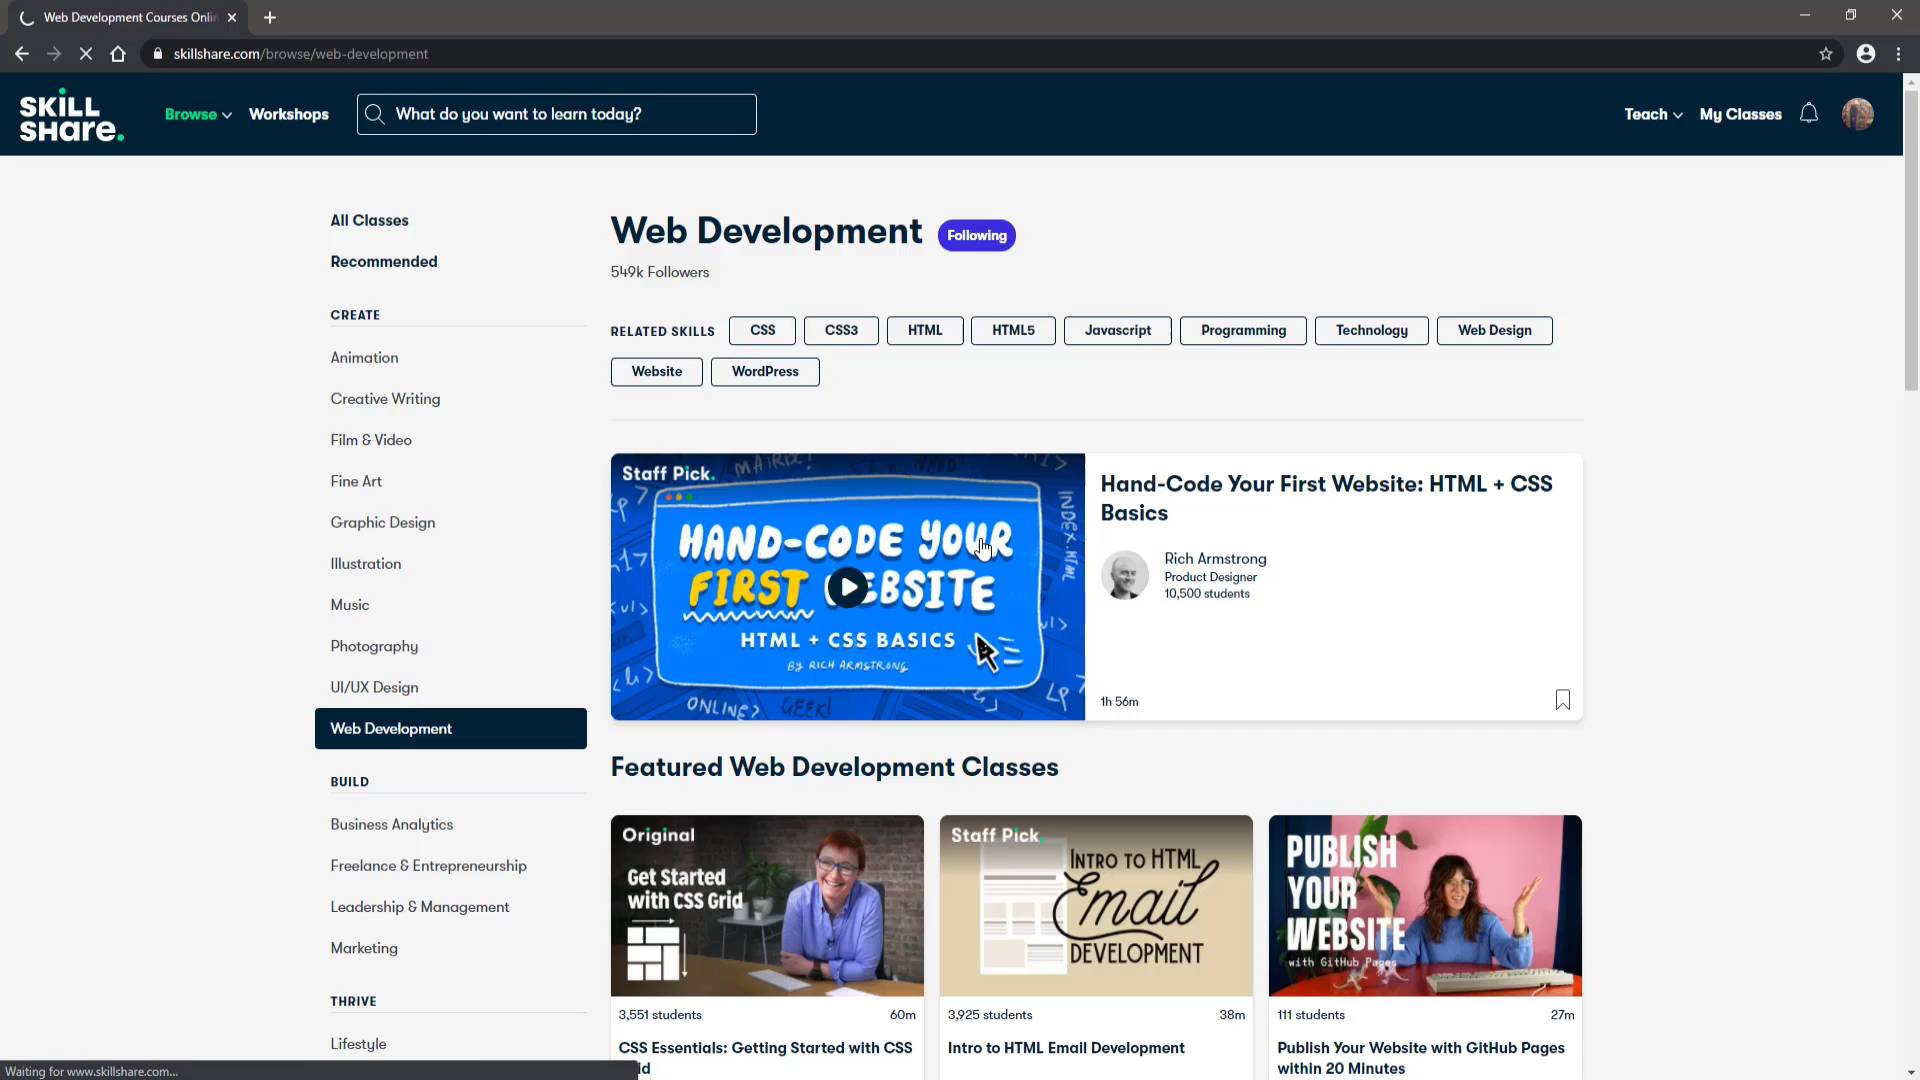 Web Development Courses Onli
skillshare.com/browse/web-development
SKILL
SHARE.
Browse
Workshops
What do you want to learn today?
Teach
My Classes
All Classes
Recommended
CREATE
Animation
Creative Writing
Film & Video
Fine Art
Graphic Design
Illustration
Music
Photography
UI/UX Design
Web Development
BUILD
Business Analytics
Freelance & Entrepreneurship
Leadership & Management
Marketing
THRIVE
Lifestyle
Web Development
Following
549k Followers
RELATED SKILLS
CSS
CSS3
HTML
HTML5
Javascript
Programming
Technology
Web Design
Website
WordPress
Staff Pick.
HAND-CODE YOUR
FIRST WEBSITE
HTML + CSS BASICS
BY RICH ARMSTRONG
INDEX.HTML
ONLINE?
GEEK!
Hand-Code Your First Website: HTML + CSS
Basics
Rich Armstrong
Product Designer
10,500 students
1h 56m
Featured Web Development Classes
Original
Get Started
with CSS Grid
3,551 students
60m
CSS Essentials: Getting Started with CSS
id
Staff Pick.
INTRO TO HTML
Email
DEVELOPMENT
3,925 students
38m
Intro to HTML Email Development
PUBLISH
YOUR
WEBSITE
with GitHub Pages
111 students
27m
Publish Your Website with GitHub Pages
within 20 Minutes
Waiting for www.skillshare.com...